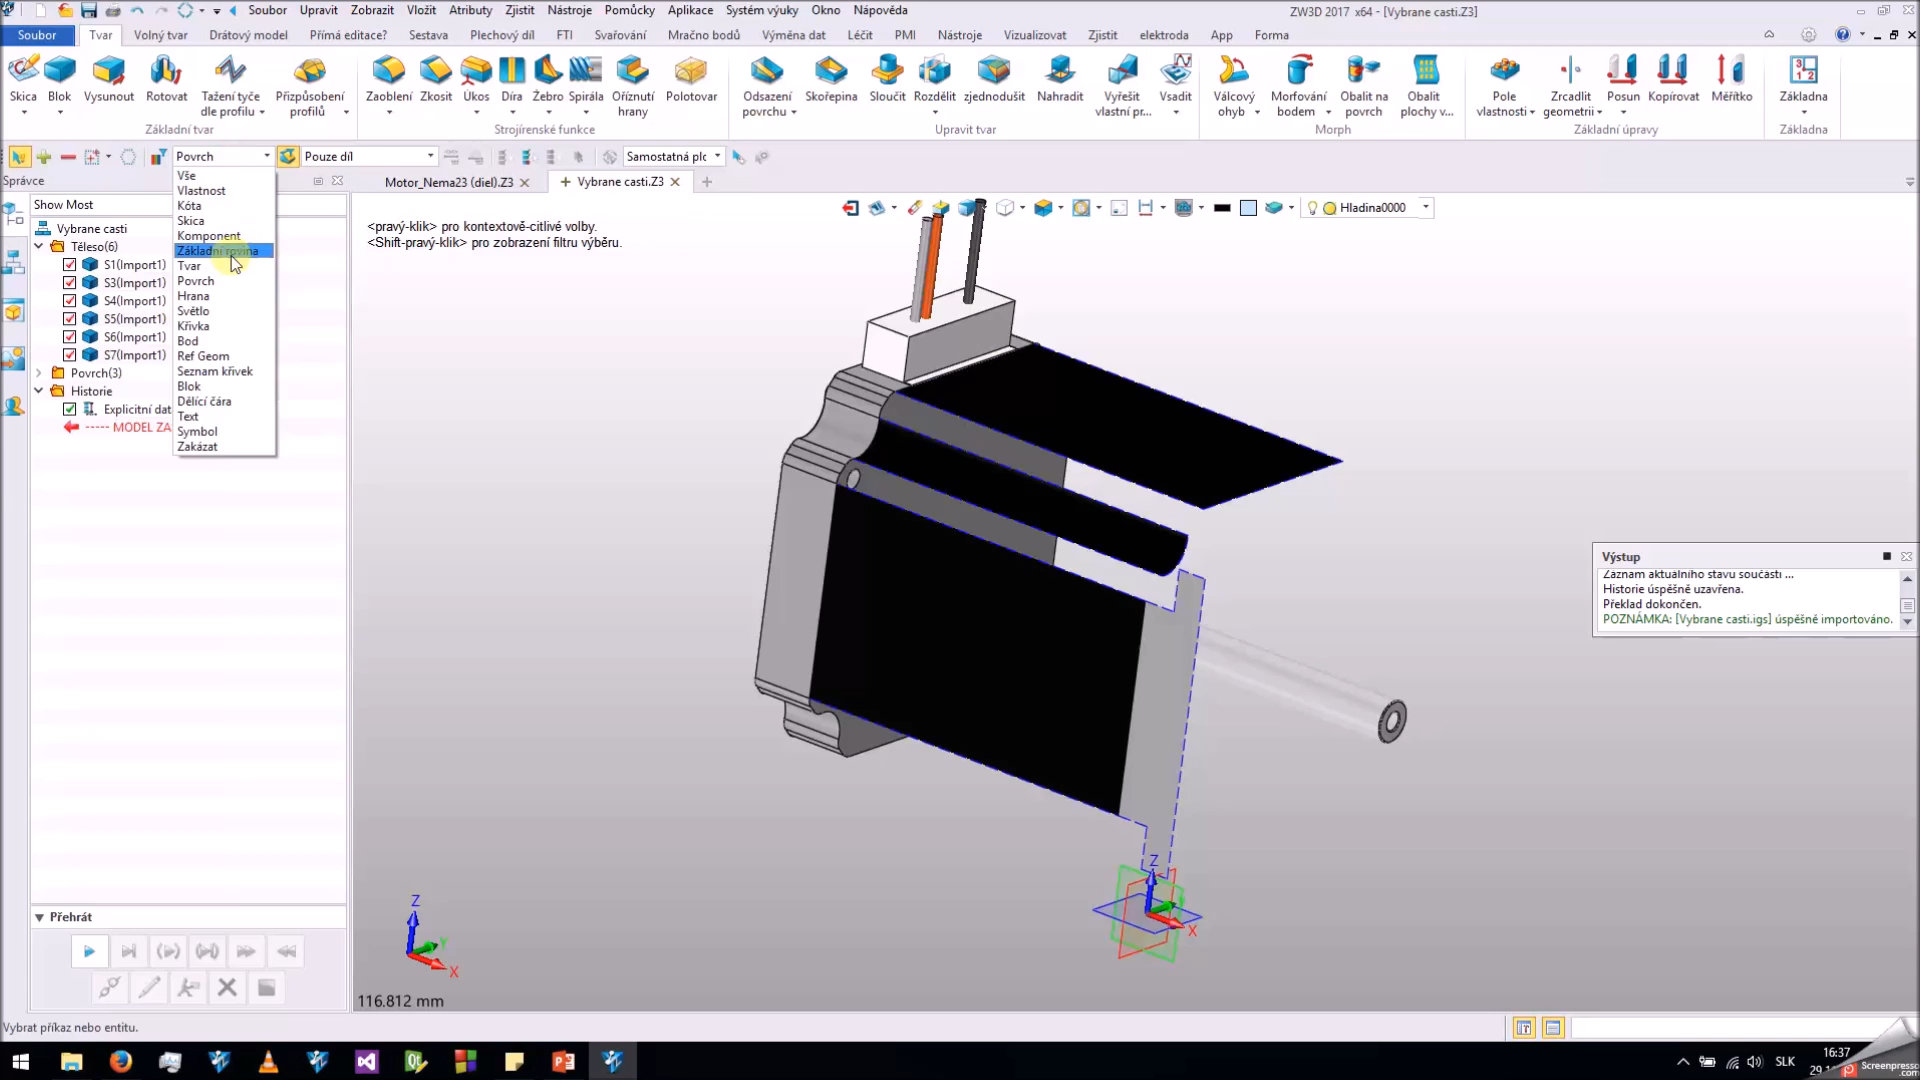 Soubor Upravit Zobrazit Vložit Atributy Zjistit Nástroje Pomůcky Aplikace Systém výuky Okno Nápověda
ZW3D 2017 x64 - [Vybrane casti.Z3]
Soubor Tvar Volný tvar Drátový model Přímá editace? Sestava Plechový díl FTI Svařování Mračno bodů Výměna dat Léčit PMI Nástroje Vizualizovat Zjistit elektroda App Forma
Skica Blok Vysunout Rotovat Tažení tyče dle profilu Přizpůsobení profilů
Základní tvar
Zaoblení Zkosit Úkos Díra Žebro Spirála Oříznutí hrany Polotovar
Strojírenské funkce
Odsazení povrchu Skořepina Sloučit Rozdělit zjednodušit Nahradit Vyřešit vlastní pr... Vsadit
Upravit tvar
Válcový ohyb Morfování bodem Obalit na povrch Obalit plochy v...
Morph
Pole vlastnosti Zrcadlit geometrii Posun Kopírovat Měřítko
Základní úpravy
Základna
Základna
Povrch
Pouze díl
Samostatná plc
Správce
Motor_Nema23 (diel).Z3
Vybrane casti.Z3
Show Most
Vybrane casti
Těleso(6)
S1(Import1)
S3(Import1)
S4(Import1)
S5(Import1)
S6(Import1)
S7(Import1)
Povrch(3)
Historie
Explicitní dat
----- MODEL ZA
Vše
Vlastnost
Kóta
Skica
Komponent
Základní rovina
Tvar
Povrch
Hrana
Světlo
Křivka
Bod
Ref Geom
Seznam křivek
Blok
Dělící čára
Text
Symbol
Zakázat
<pravý-klik> pro kontextově-citlivé volby.
<Shift-pravý-klik> pro zobrazení filtru výběru.
Hladina0000
Výstup
Záznam aktuálního stavu součásti ...
Historie úspěšně uzavřena.
Překlad dokončen.
POZNÁMKA: [Vybrane casti.igs] úspěšně importováno.
Z
X
Z
Y
X
116.812 mm
Přehrát
Vybrat příkaz nebo entitu.
SLK
16:37
Screenpresso
.com